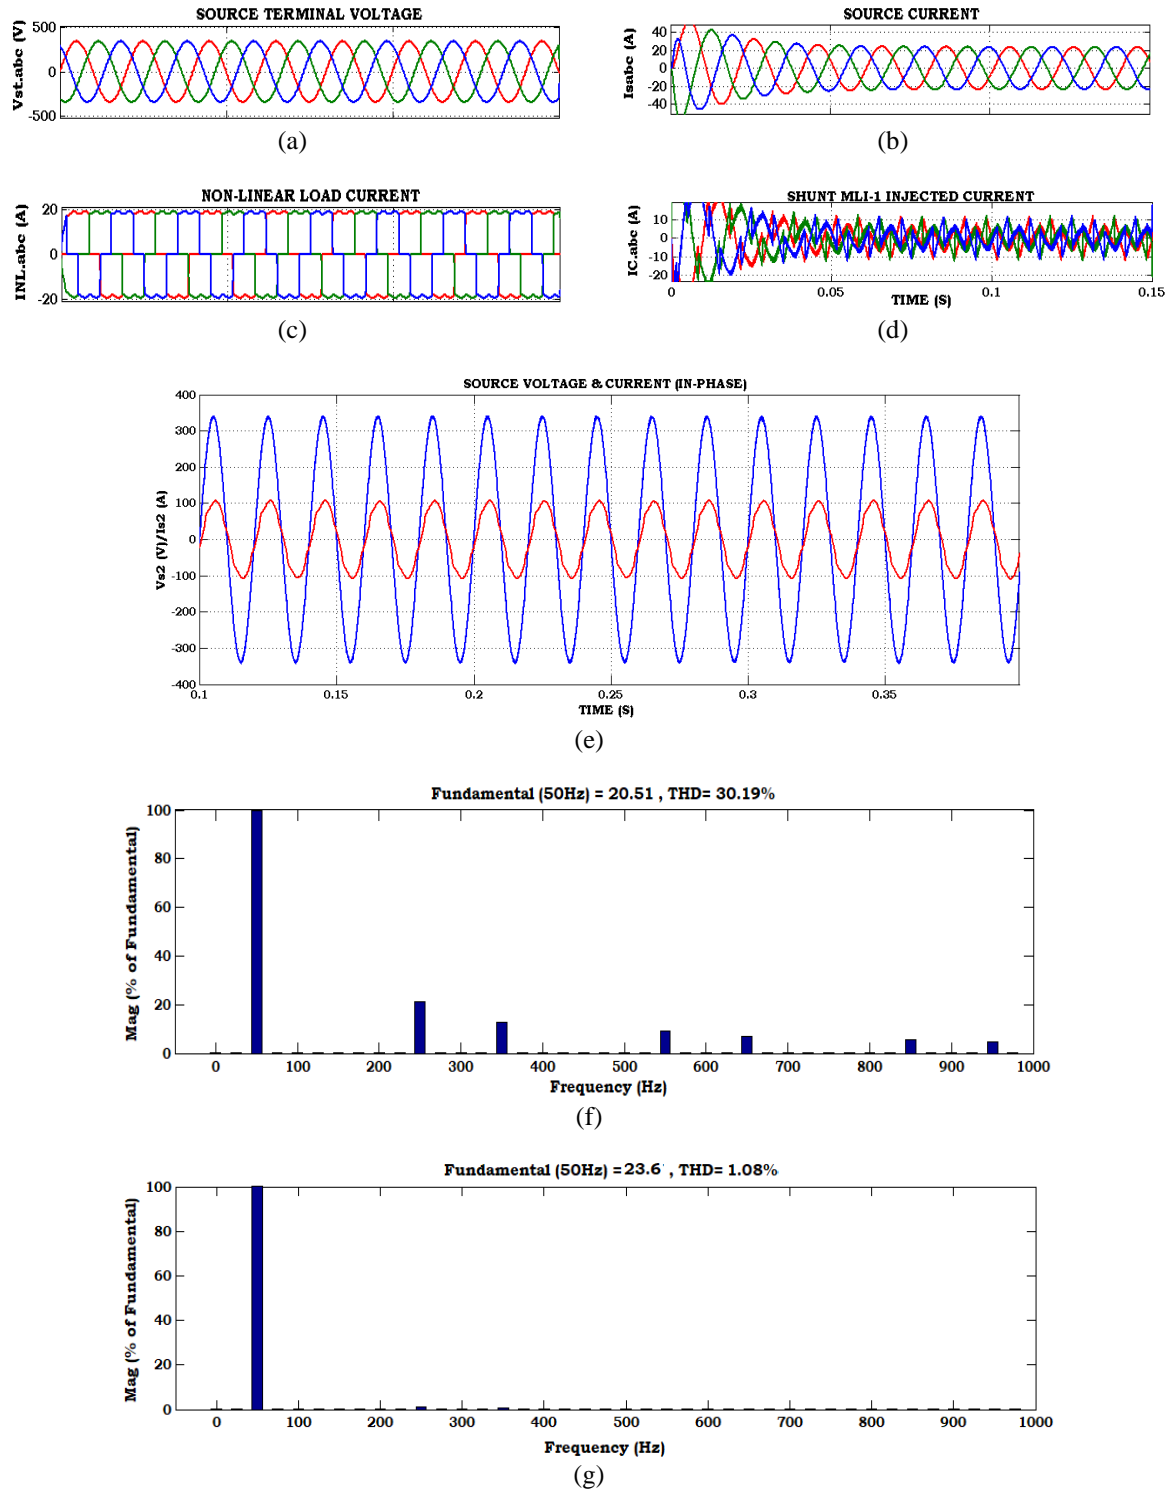 SOURCE TERMINAL VOLTAGE
Vst.abc (V)
500
0
-500
(a)
SOURCE CURRENT
Isabc (A)
40
20
0
-20
-40
(b)
NON-LINEAR LOAD CURRENT
INL.abc (A)
20
0
-20
(c)
SHUNT MLI-1 INJECTED CURRENT
IC.abc (A)
10
0
-10
-20
0 0.05 0.1 0.15
TIME (S)
(d)
SOURCE VOLTAGE & CURRENT (IN-PHASE)
Vs2 (V)/Is2 (A)
400
300
200
100
0
-100
-200
-300
-400
0.1 0.15 0.2 0.25 0.3 0.35
TIME (S)
(e)
Fundamental (50Hz) = 20.51 , THD= 30.19%
Mag (% of Fundamental)
100
80
60
40
20
0
0 100 200 300 400 500 600 700 800 900 1000
Frequency (Hz)
(f)
Fundamental (50Hz) = 23.6 , THD= 1.08%
Mag (% of Fundamental)
100
80
60
40
20
0
0 100 200 300 400 500 600 700 800 900 1000
Frequency (Hz)
(g)